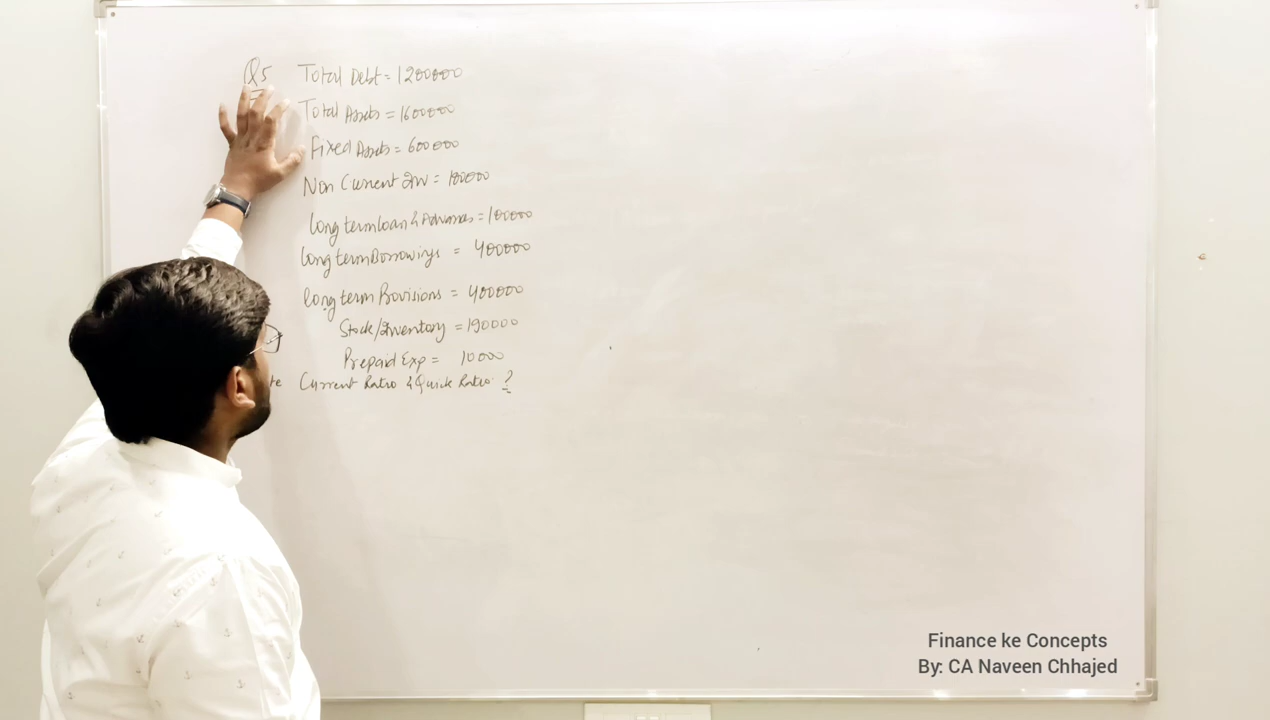 Q5 Total Debt = 1200000
Total Assets = 1600000
Fixed Assets = 600000
Non Current Inv = 100000
Long term loan & Advances = 100000
Long term Borrowings = 400000
Long term Provisions = 400000
Stock/Inventory = 190000
Prepaid Exp = 10000
te Current Ratio & Quick Ratio ?
Finance ke Concepts
By: CA Naveen Chhajed